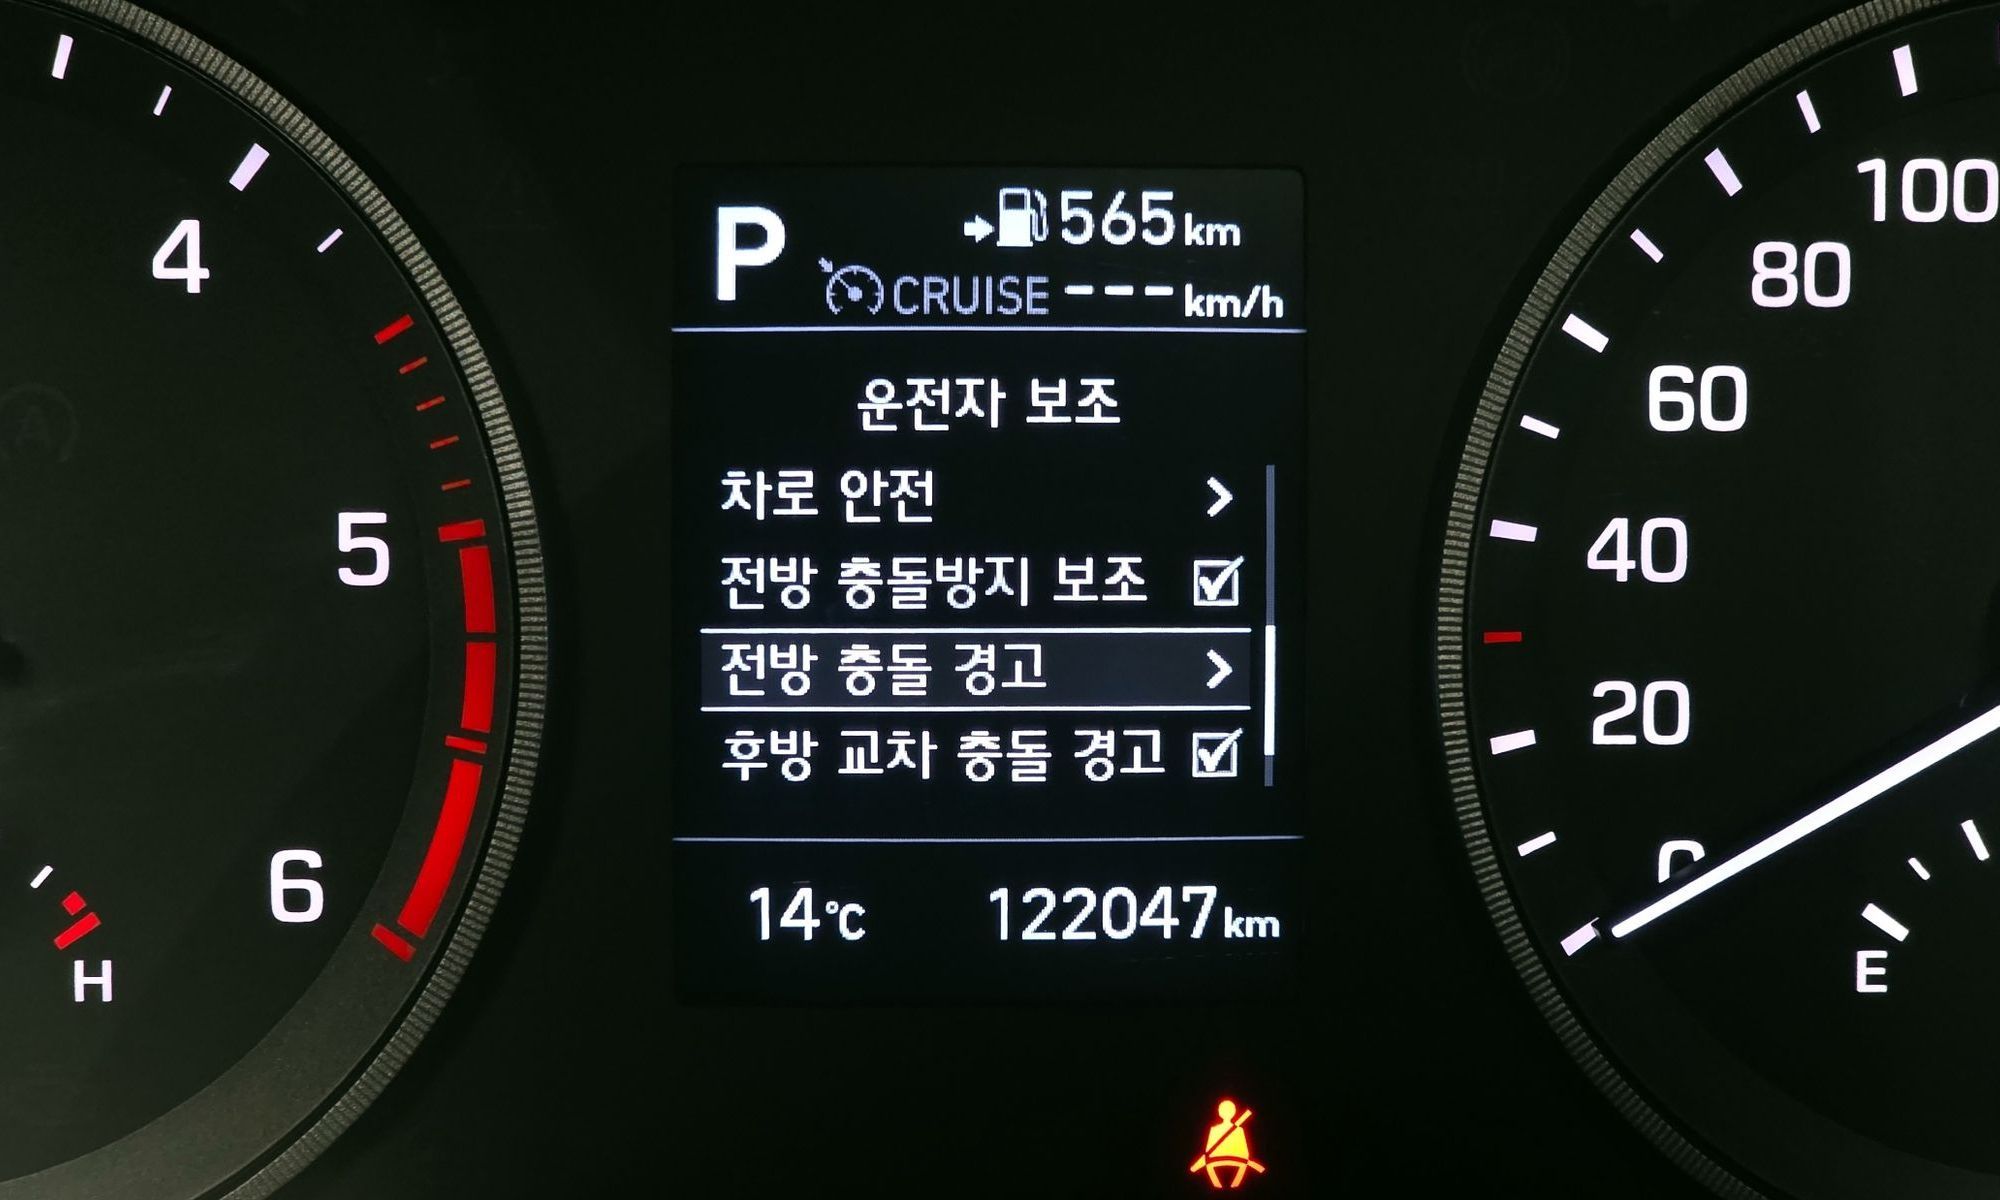 P
565km
CRUISE ---km/h
운전자 보조
차로 안전
전방 충돌방지 보조
전방 충돌 경고
후방 교차 충돌 경고
14℃ 122047km
4
5
6
H
100
80
60
40
20
0
E